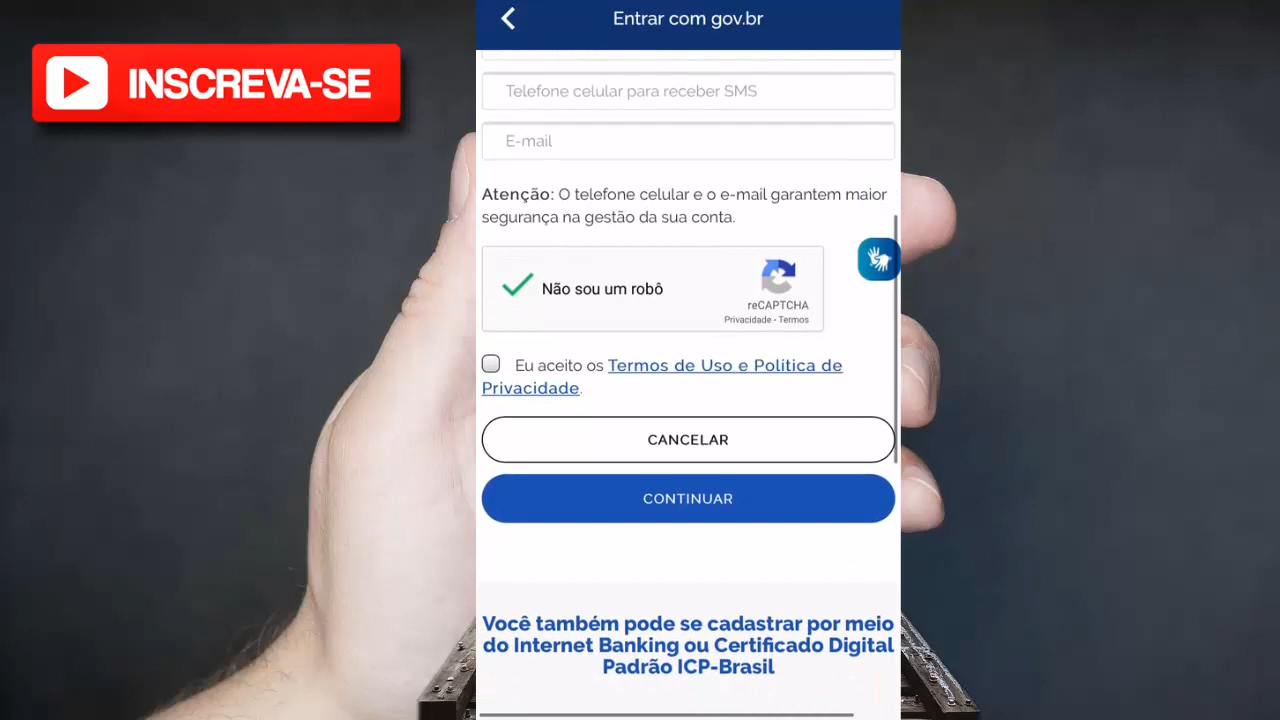 INSCREVA-SE
Entrar com gov.br
Telefone celular para receber SMS
E-mail
Atenção: O telefone celular e o e-mail garantem maior
segurança na gestão da sua conta.
Não sou um robô
reCAPTCHA
Privacidade - Termos
Eu aceito os Termos de Uso e Política de
Privacidade.
CANCELAR
CONTINUAR
Você também pode se cadastrar por meio
do Internet Banking ou Certificado Digital
Padrão ICP-Brasil